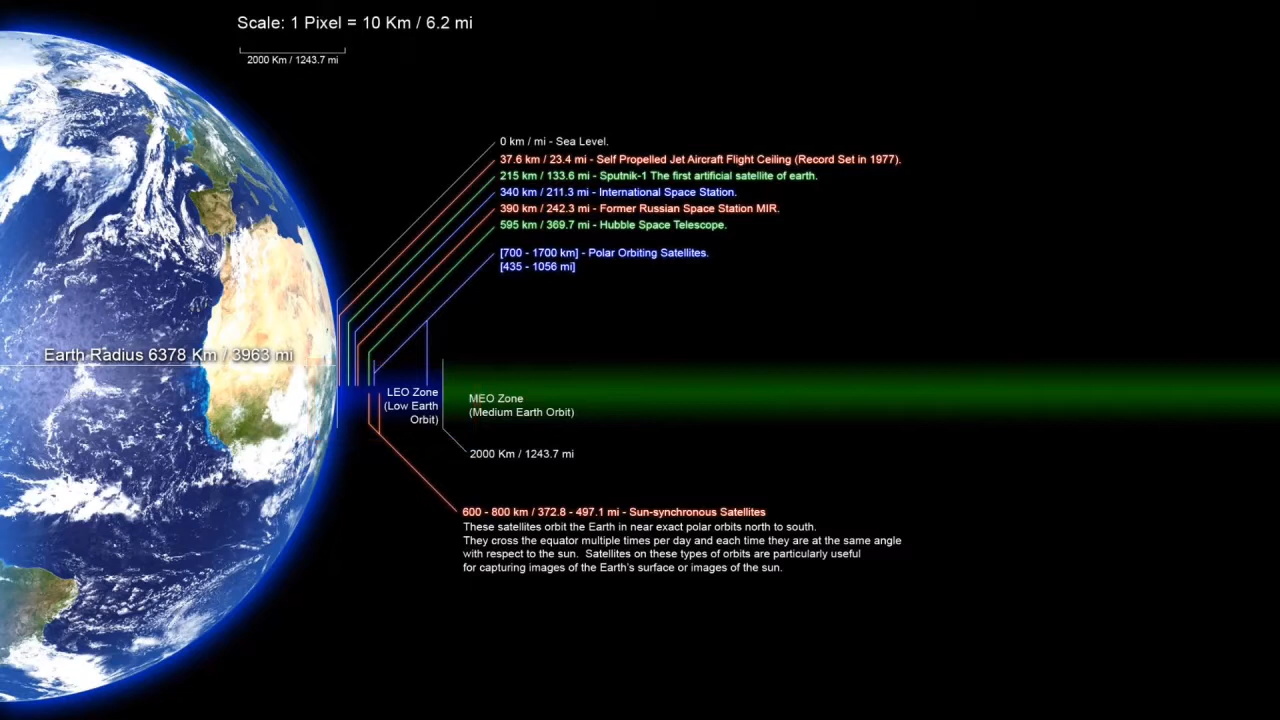 Scale: 1 Pixel = 10 Km / 6.2 mi
2000 Km / 1243.7 mi
0 km / mi - Sea Level.
37.6 km / 23.4 mi - Self Propelled Jet Aircraft Flight Ceiling (Record Set in 1977).
215 km / 133.6 mi - Sputnik-1 The first artificial satellite of earth.
340 km / 211.3 mi - International Space Station.
390 km / 242.3 mi - Former Russian Space Station MIR.
595 km / 369.7 mi - Hubble Space Telescope.
[700 - 1700 km] - Polar Orbiting Satellites.
[435 - 1056 mi]
Earth Radius 6378 Km / 3963 mi
LEO Zone
(Low Earth
Orbit)
MEO Zone
(Medium Earth Orbit)
2000 Km / 1243.7 mi
600 - 800 km / 372.8 - 497.1 mi - Sun-synchronous Satellites
These satellites orbit the Earth in near exact polar orbits north to south.
They cross the equator multiple times per day and each time they are at the same angle
with respect to the sun.  Satellites on these types of orbits are particularly useful
for capturing images of the Earth's surface or images of the sun.